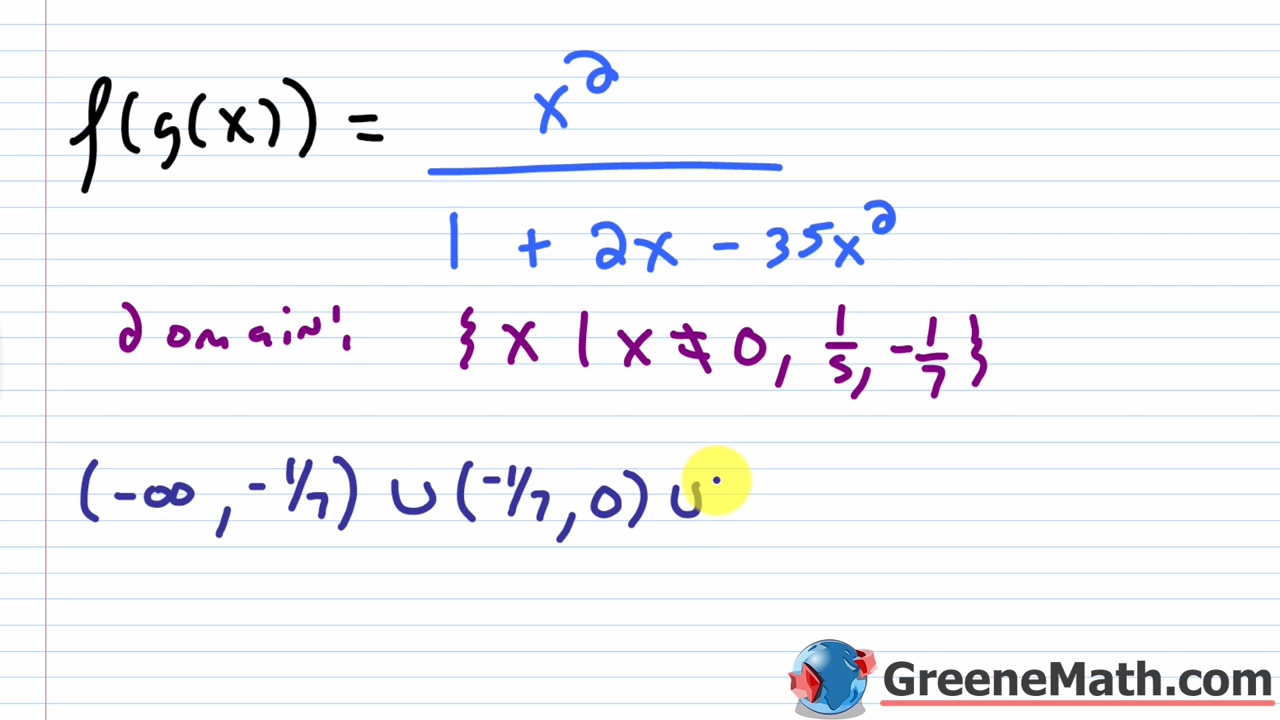 f(g(x)) = x² / 1 + 2x - 35x²
domain: {x | x ≠ 0, 1/5, -1/7}
(-∞, -1/7) ∪ (-1/7, 0) ∪
GreeneMath.com